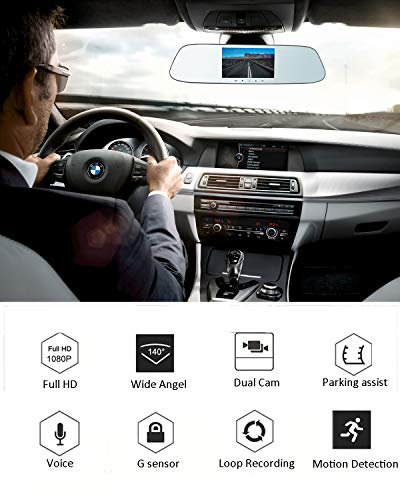 Full HD
1080P
140°
Full HD
Wide Angel
Dual Cam
Parking assist
Voice
G sensor
Loop Recording
Motion Detection